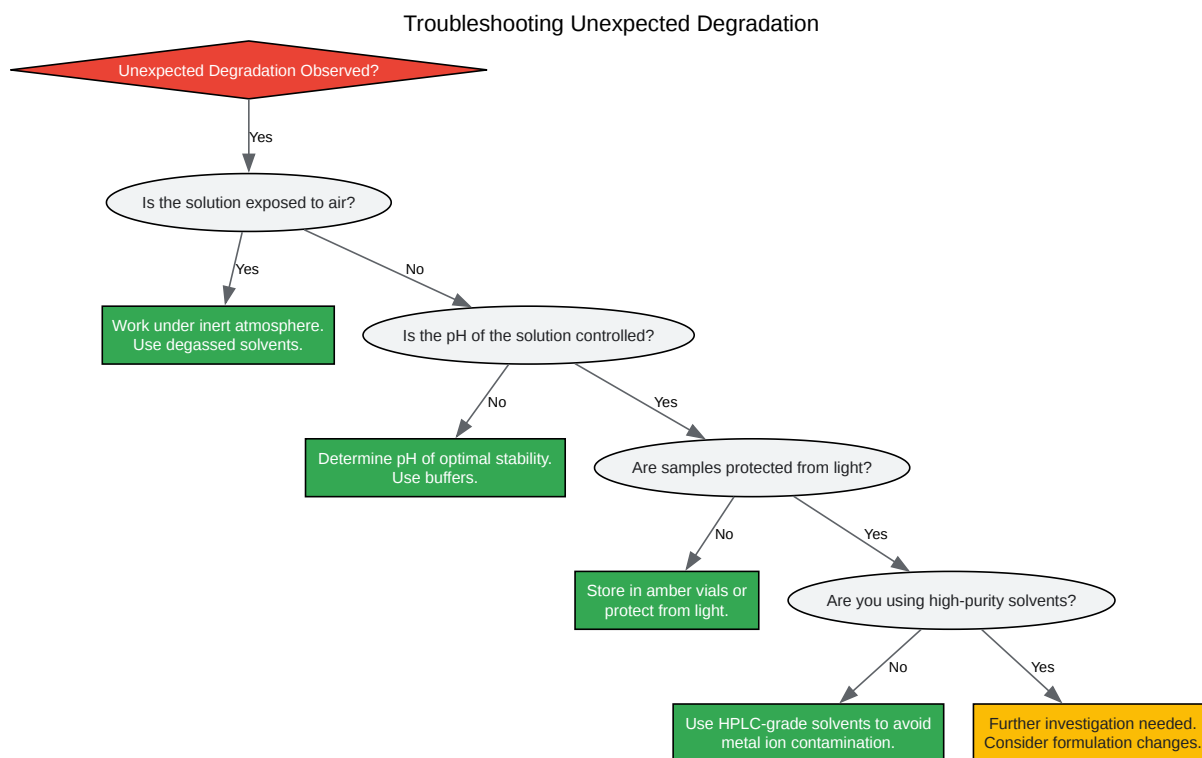 Troubleshooting Unexpected Degradation
Unexpected Degradation Observed?
Yes
Is the solution exposed to air?
Yes
No
Work under inert atmosphere.
Use degassed solvents.
Is the pH of the solution controlled?
No
Yes
Determine pH of optimal stability.
Use buffers.
Are samples protected from light?
No
Yes
Store in amber vials or
protect from light.
Are you using high-purity solvents?
No
Yes
Use HPLC-grade solvents to avoid
metal ion contamination.
Further investigation needed.
Consider formulation changes.